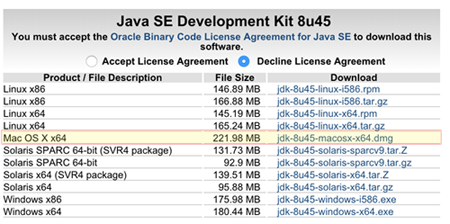 Java SE Development Kit 8u45
You must accept the Oracle Binary Code License Agreement for Java SE to download this
software.
Accept License Agreement Decline License Agreement
Product / File Description File Size Download
Linux x86 146.89 MB jdk-8u45-linux-i586.rpm
Linux x86 166.88 MB jdk-8u45-linux-i586.tar.gz
Linux x64 145.19 MB jdk-8u45-linux-x64.rpm
Linux x64 165.24 MB jdk-8u45-linux-x64.tar.gz
Mac OS X x64 221.98 MB jdk-8u45-macosx-x64.dmg
Solaris SPARC 64-bit (SVR4 package) 131.73 MB jdk-8u45-solaris-sparcv9.tar.Z
Solaris SPARC 64-bit 92.9 MB jdk-8u45-solaris-sparcv9.tar.gz
Solaris x64 (SVR4 package) 139.51 MB jdk-8u45-solaris-x64.tar.Z
Solaris x64 95.88 MB jdk-8u45-solaris-x64.tar.gz
Windows x86 175.98 MB jdk-8u45-windows-i586.exe
Windows x64 180.44 MB jdk-8u45-windows-x64.exe